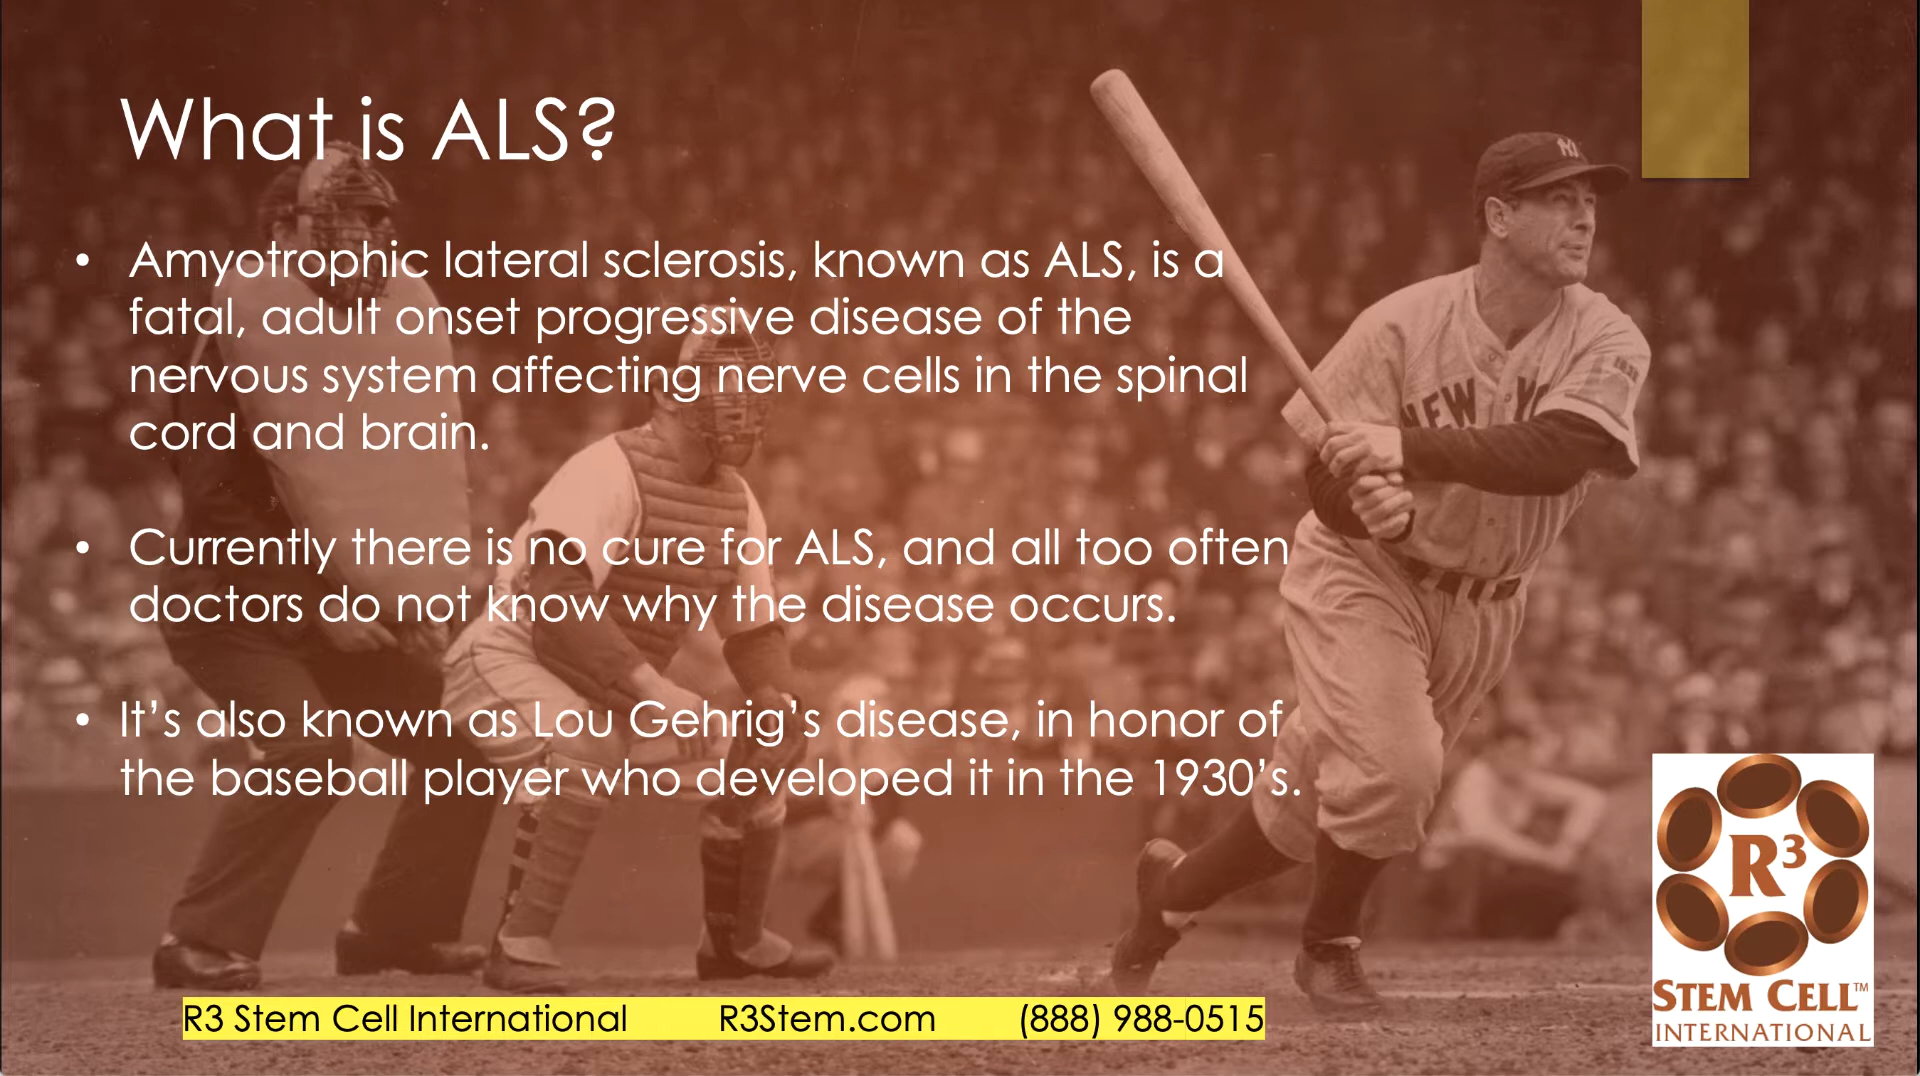 What is ALS?
• Amyotrophic lateral sclerosis, known as ALS, is a
fatal, adult onset progressive disease of the
nervous system affecting nerve cells in the spinal
cord and brain.
• Currently there is no cure for ALS, and all too often
doctors do not know why the disease occurs.
• It’s also known as Lou Gehrig’s disease, in honor of
the baseball player who developed it in the 1930’s.
NY
NEW YO
R3 Stem Cell International R3Stem.com (888) 988-0515
R³
STEM CELL™
INTERNATIONAL